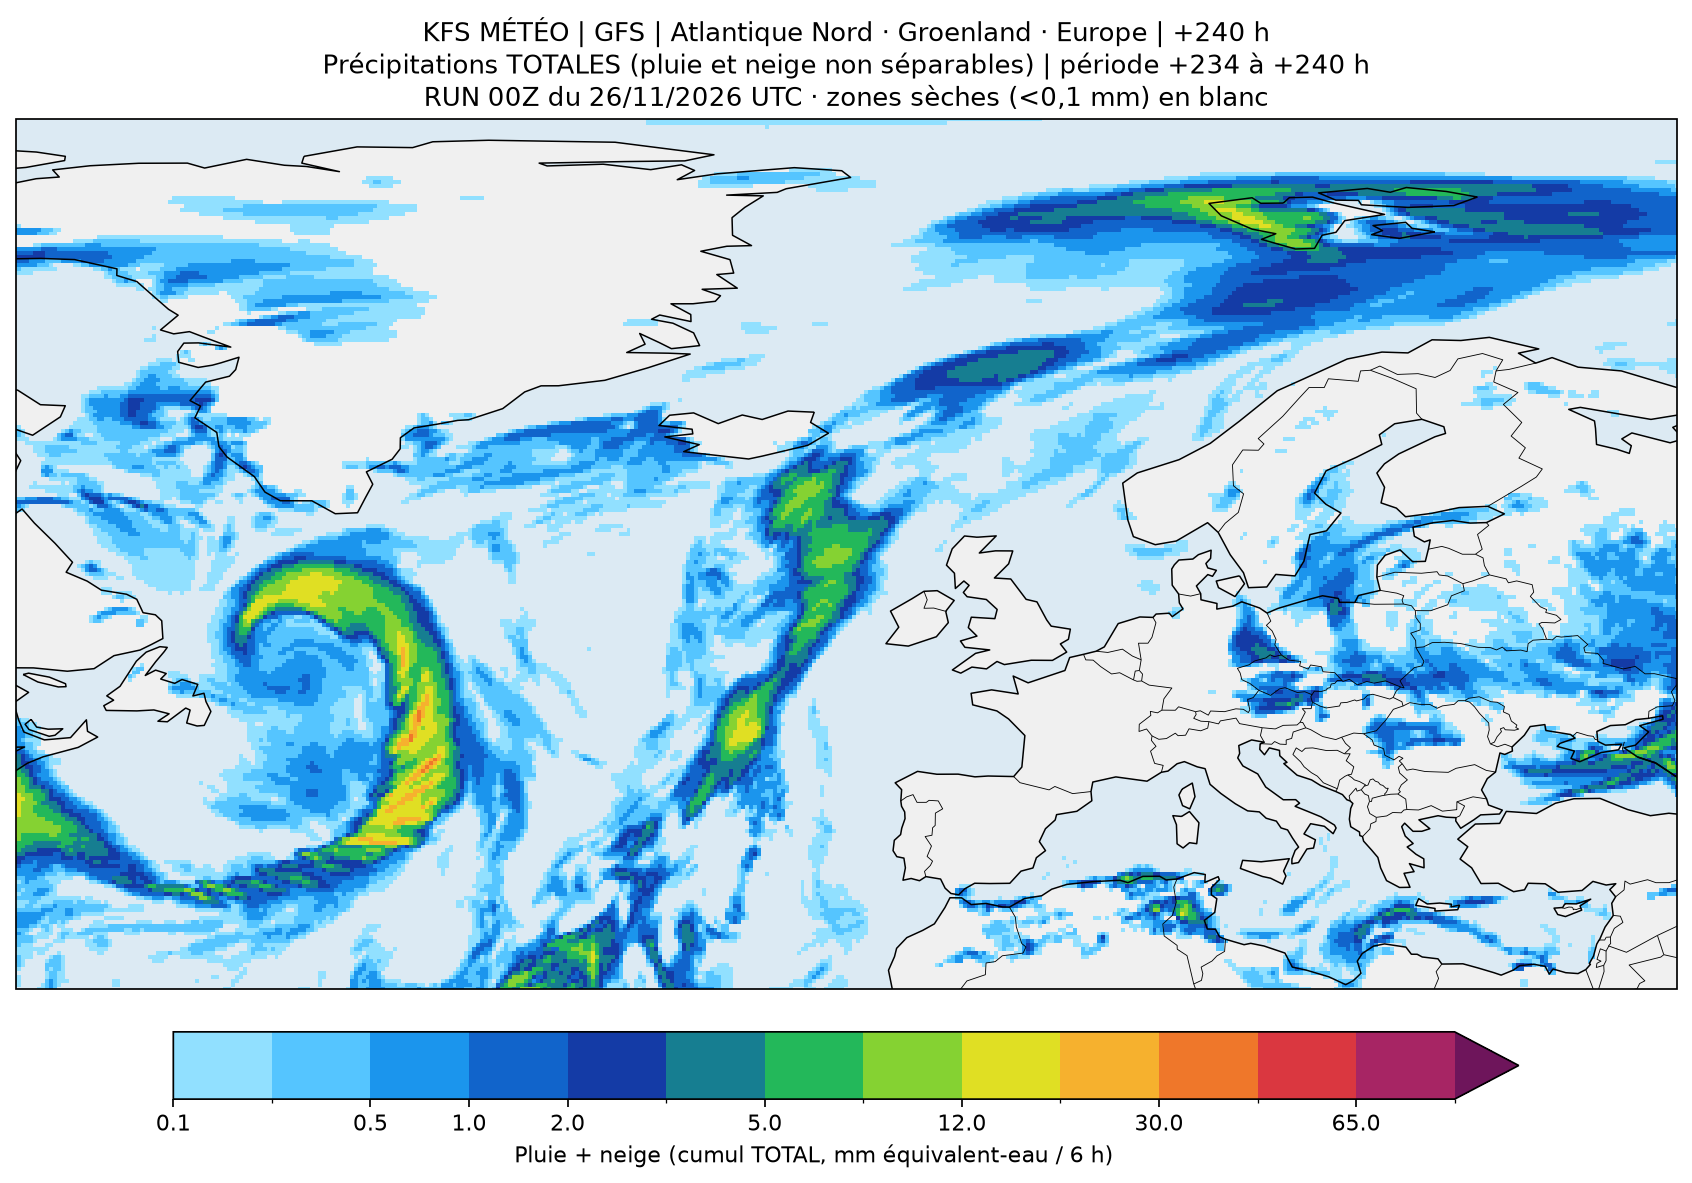 KFS MÉTÉO | GFS | Atlantique Nord · Groenland · Europe | +240 h
Précipitations TOTALES (pluie et neige non séparables) | période +234 à +240 h
RUN 00Z du 26/11/2026 UTC · zones sèches (<0,1 mm) en blanc
0.1 0.5 1.0 2.0 5.0 12.0 30.0 65.0
Pluie + neige (cumul TOTAL, mm équivalent-eau / 6 h)